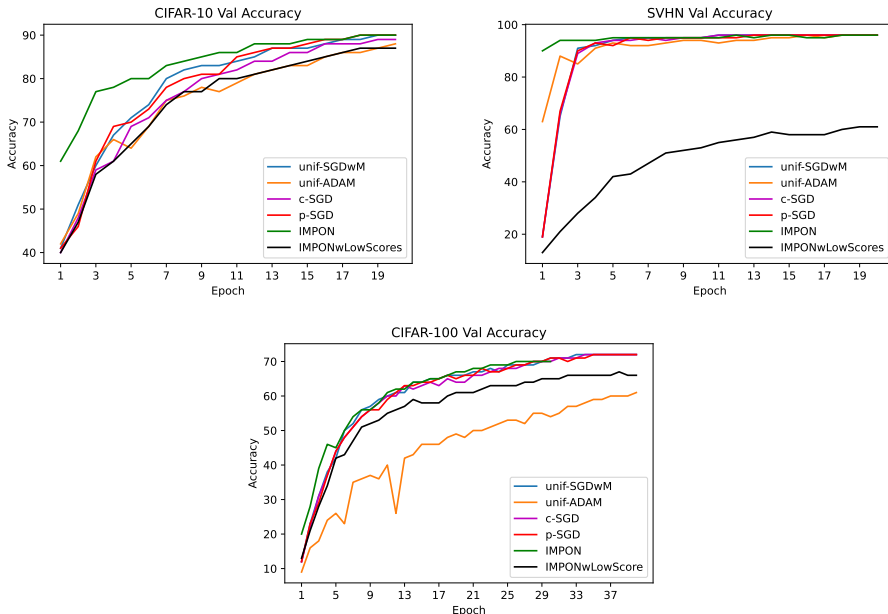 CIFAR-10 Val Accuracy
90
80
70
60
50
40
Accuracy
1 3 5 7 9 11 13 15 17 19
Epoch
unif-SGDwM
unif-ADAM
c-SGD
p-SGD
IMPON
IMPONwLowScores
SVHN Val Accuracy
100
80
60
40
20
Accuracy
1 3 5 7 9 11 13 15 17 19
Epoch
unif-SGDwM
unif-ADAM
c-SGD
p-SGD
IMPON
IMPONwLowScores
CIFAR-100 Val Accuracy
70
60
50
40
30
20
10
Accuracy
1 5 9 13 17 21 25 29 33 37
Epoch
unif-SGDwM
unif-ADAM
c-SGD
p-SGD
IMPON
IMPONwLowScore